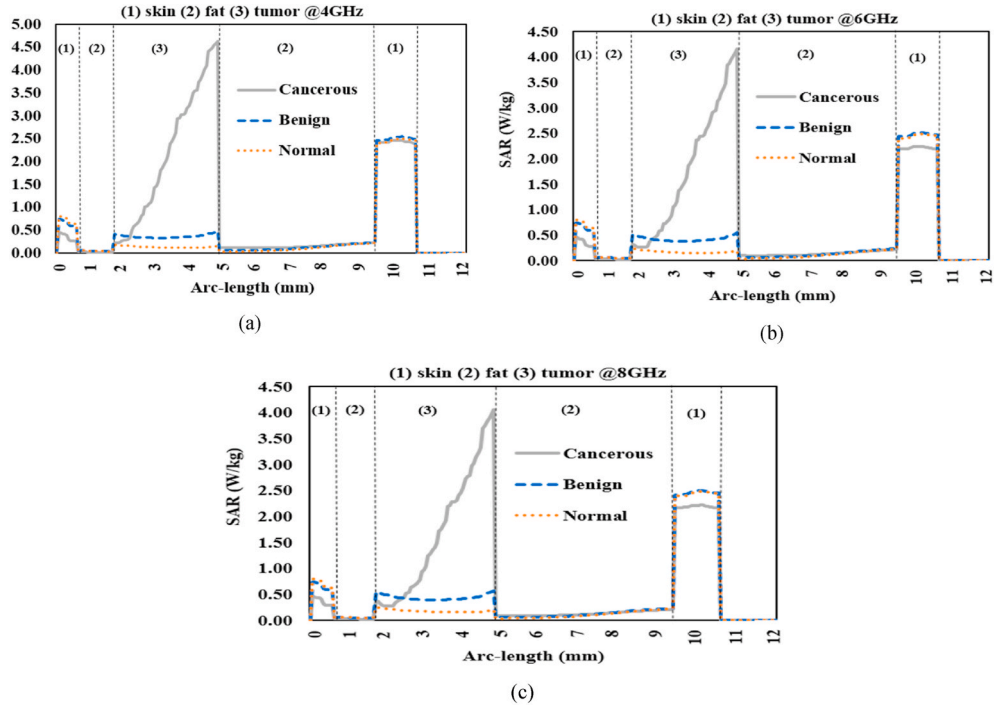 (1) skin (2) fat (3) tumor @4GHz
5.00
4.50
4.00
3.50
3.00
2.50
2.00
1.50
1.00
0.50
0.00
(1) (2) (3) (2) (1)
Cancerous
Benign
Normal
0 1 2 3 4 5 6 7 8 9 10 11 12
Arc-length (mm)
(a)
(1) skin (2) fat (3) tumor @6GHz
SAR (W/kg)
4.50
4.00
3.50
3.00
2.50
2.00
1.50
1.00
0.50
0.00
(1) (2) (3) (2) (1)
Cancerous
Benign
Normal
0 1 2 3 4 5 6 7 8 9 10 11 12
Arc-length (mm)
(b)
(1) skin (2) fat (3) tumor @8GHz
SAR (W/kg)
4.50
4.00
3.50
3.00
2.50
2.00
1.50
1.00
0.50
0.00
(1) (2) (3) (2) (1)
Cancerous
Benign
Normal
0 1 2 3 4 5 6 7 8 9 10 11 12
Arc-length (mm)
(c)